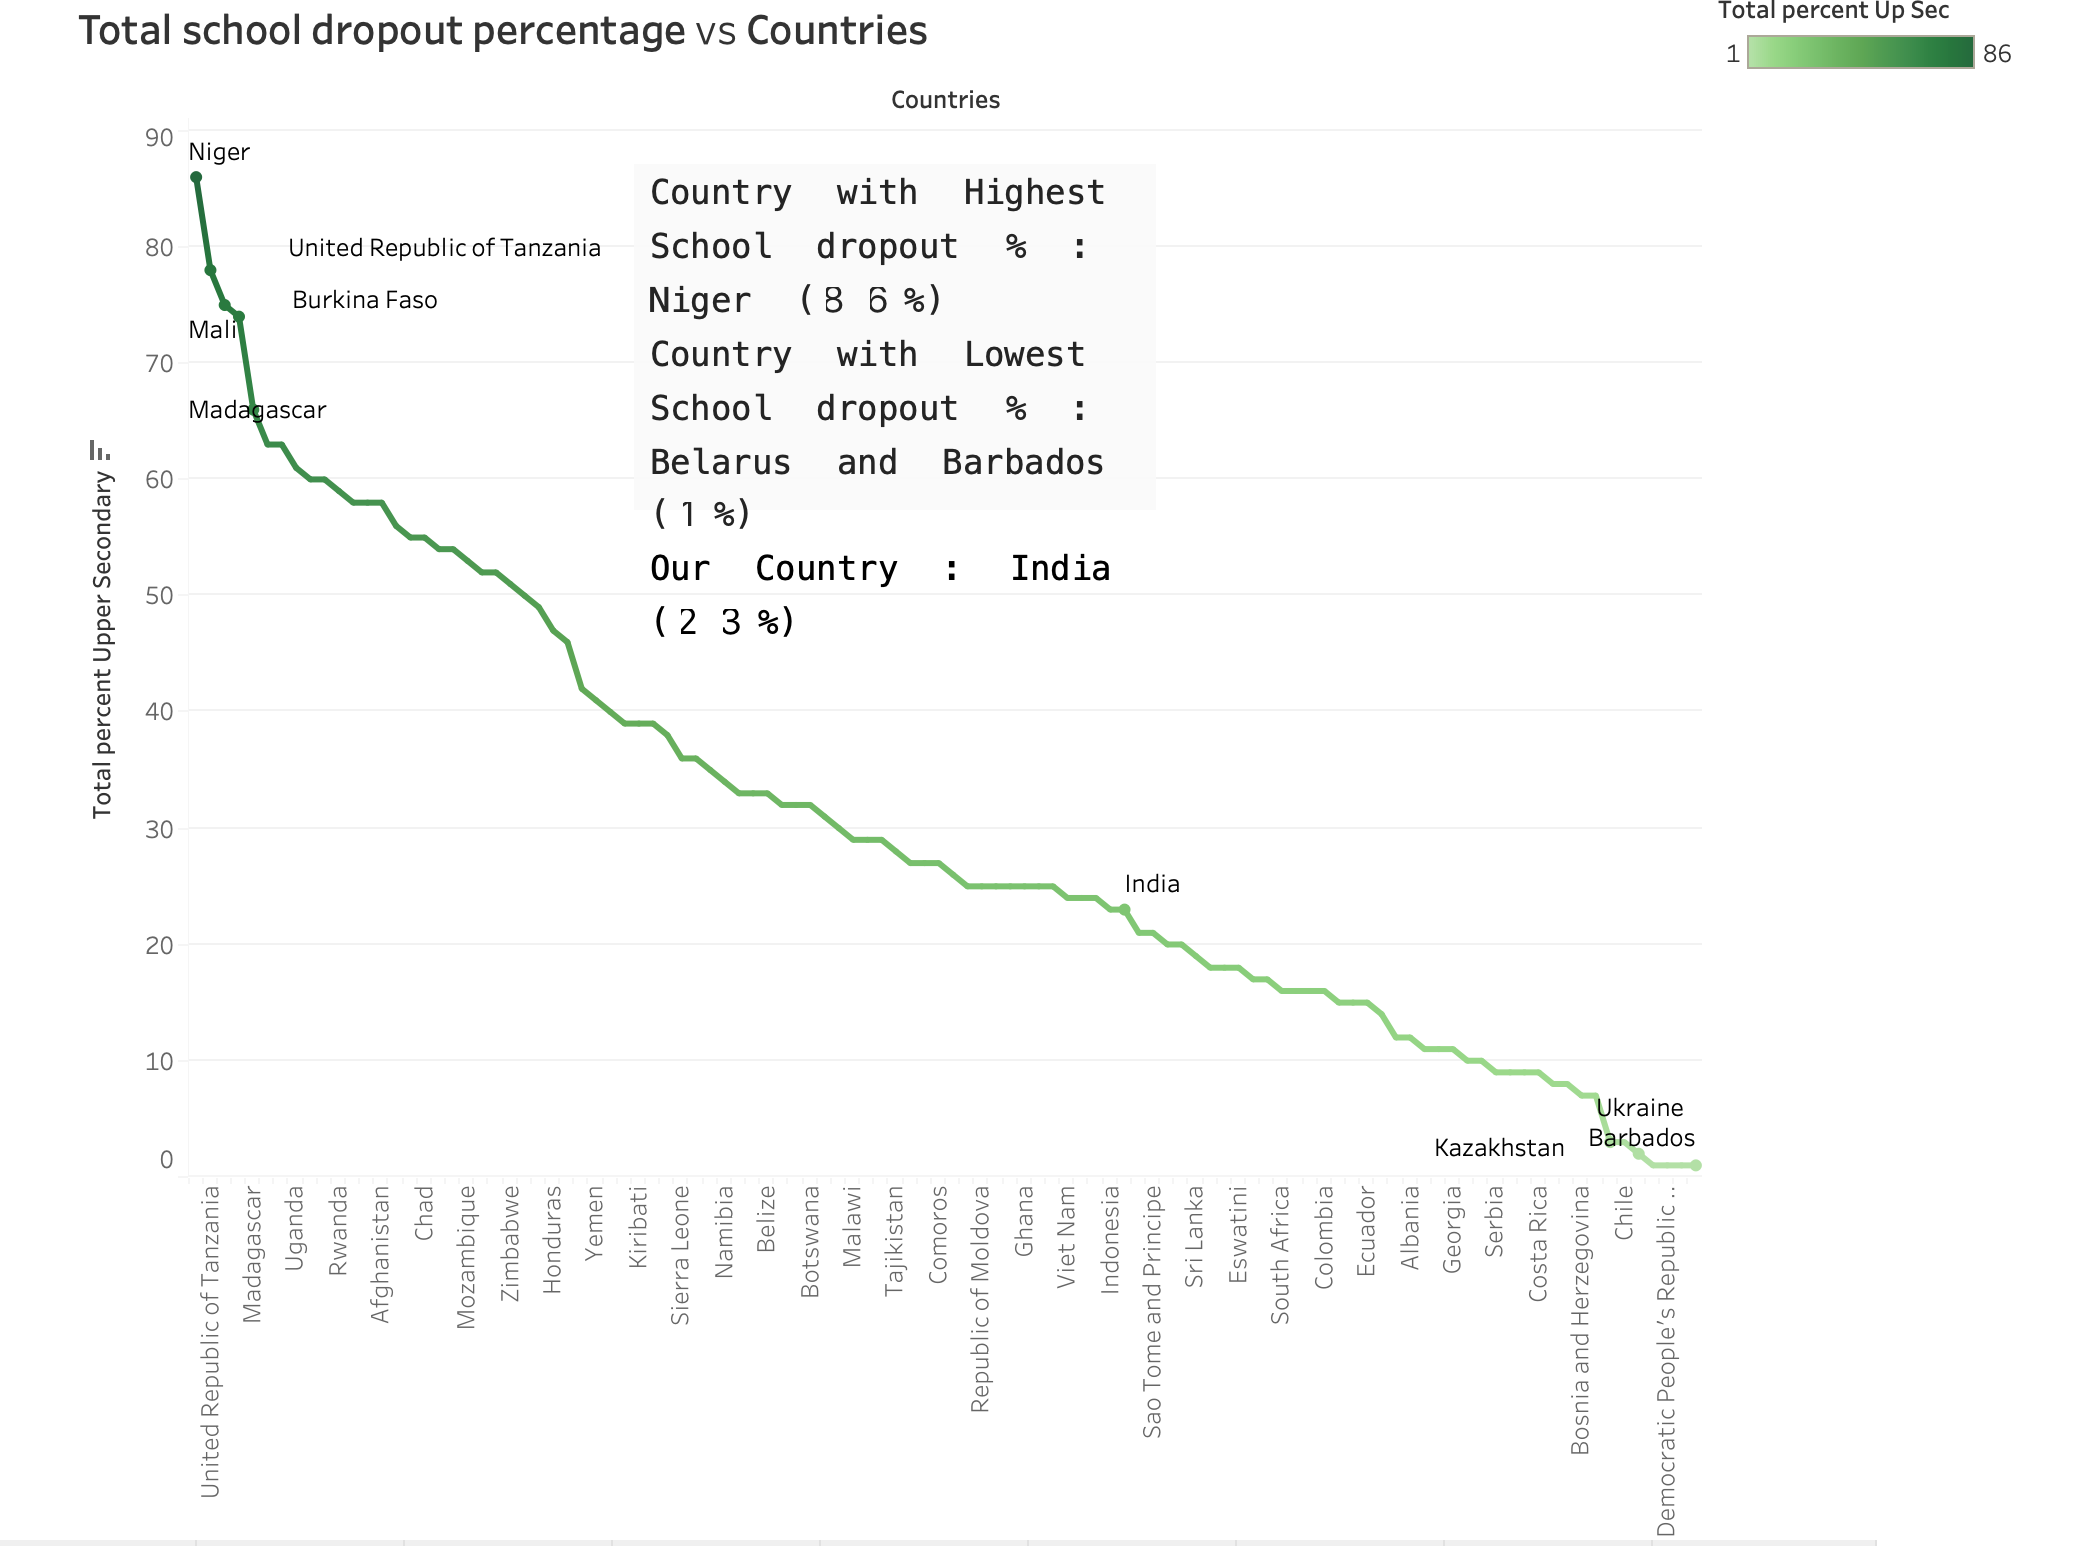 Total school dropout percentage vs Countries
Total percent Up Sec
1
86
Countries
Total percent Upper Secondary
90
80
70
60
50
40
30
20
10
0
Niger
United Republic of Tanzania
Burkina Faso
Mali
Madagascar
Country with Highest
School dropout % :
Niger (86%)
Country with Lowest
School dropout % :
Belarus and Barbados
(1%)
Our Country : India
(23%)
India
Ukraine
Barbados
Kazakhstan
United Republic of Tanzania
Madagascar
Uganda
Rwanda
Afghanistan
Chad
Mozambique
Zimbabwe
Honduras
Yemen
Kiribati
Sierra Leone
Namibia
Belize
Botswana
Malawi
Tajikistan
Comoros
Republic of Moldova
Ghana
Viet Nam
Indonesia
Sao Tome and Principe
Sri Lanka
Eswatini
South Africa
Colombia
Ecuador
Albania
Georgia
Serbia
Costa Rica
Bosnia and Herzegovina
Chile
Democratic People's Republic ..